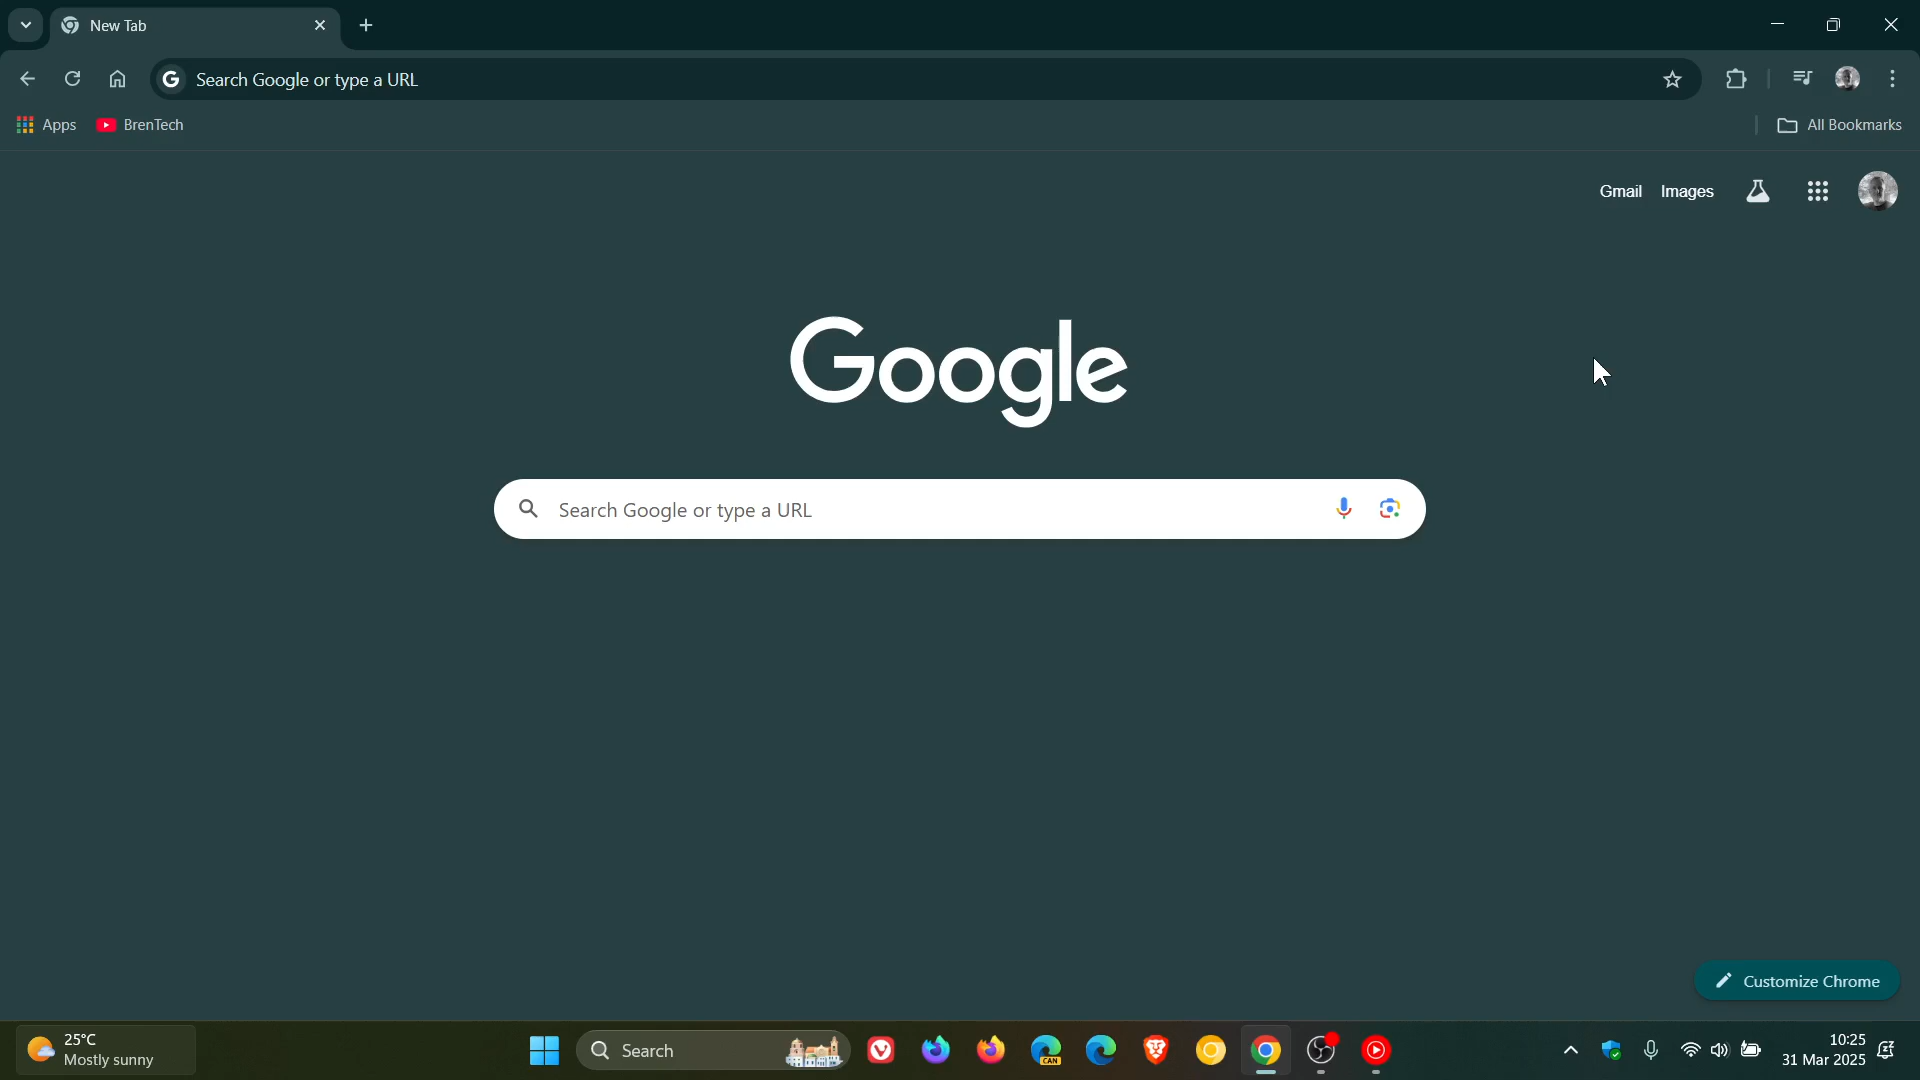 New Tab
Search Google or type a URL
Apps
BrenTech
All Bookmarks
Gmail
Images
Google
Search Google or type a URL
Customize Chrome
25°C
Mostly sunny
Search
CAN
10:25
31 Mar 2025